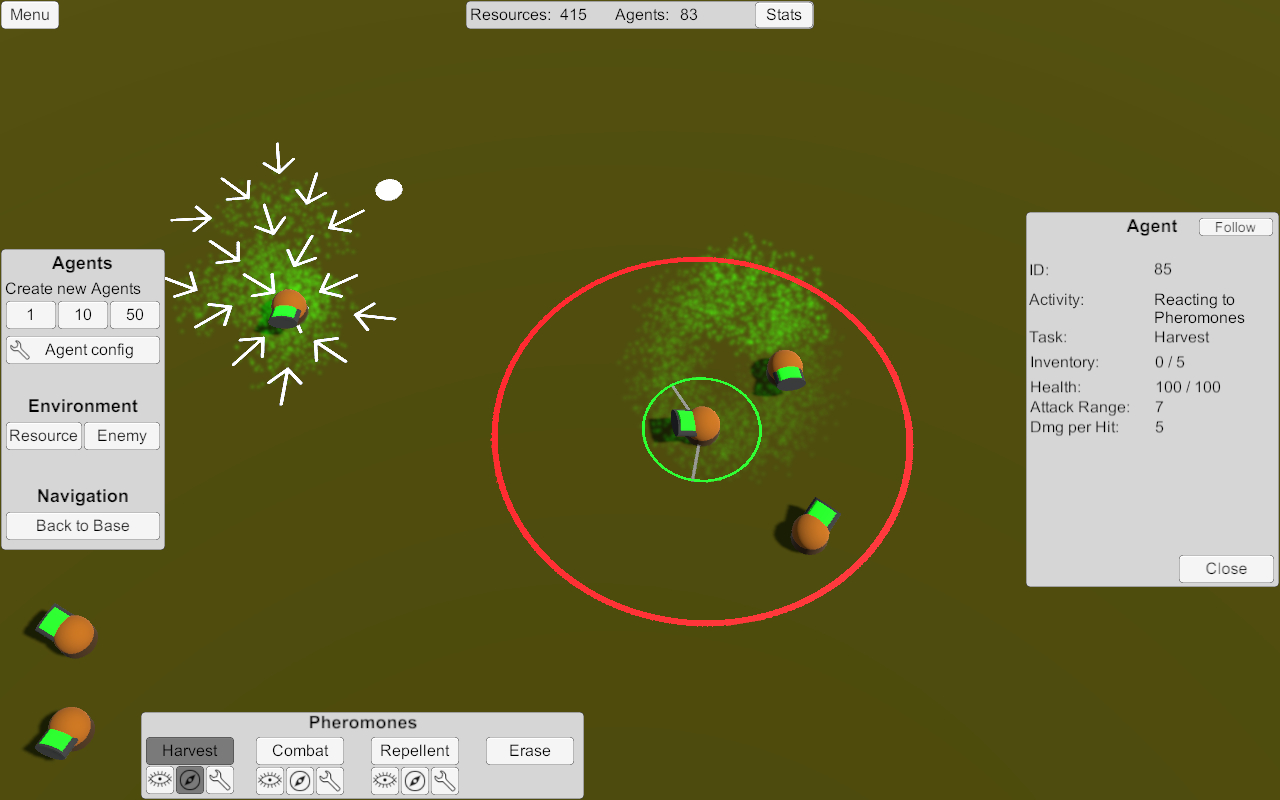 Menu
Resources: 415 Agents: 83 Stats
Agents
Create new Agents
1 10 50
Agent config
Environment
Resource Enemy
Navigation
Back to Base
Agent Follow
ID: 85
Activity: Reacting to
Pheromones
Task: Harvest
Inventory: 0 / 5
Health: 100 / 100
Attack Range: 7
Dmg per Hit: 5
Close
Pheromones
Harvest Combat Repellent Erase